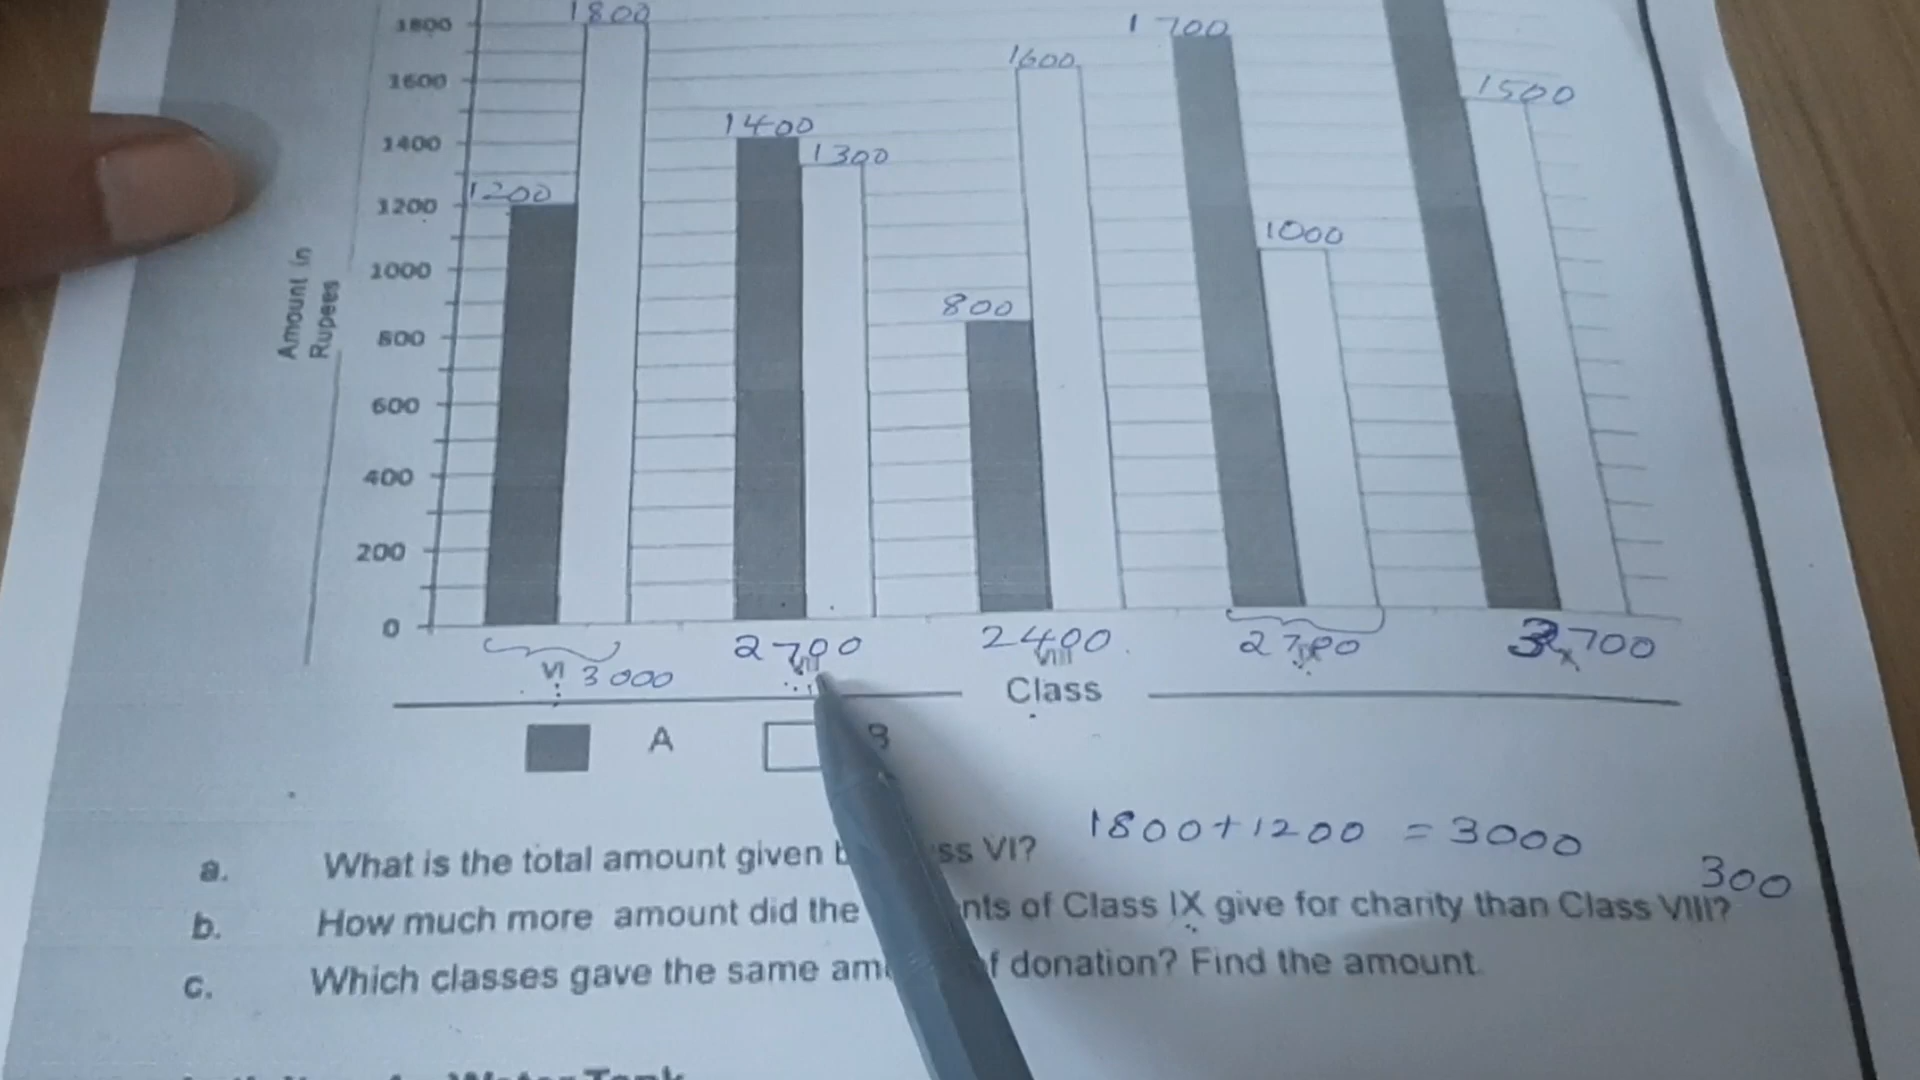 1800
1800
1700
1600
1600
1500
1400
1400
1300
1200
1200
1000
1000
800
800
600
400
200
0
Amount in
Rupees
VI 3000
2700
VII
2400
VIII
2700
IX
3700
X
Class
A B
1800+1200 = 3000
a. What is the total amount given ss VI?
300
b. How much more amount did the nts of Class IX give for charity than Class VIII?
c. Which classes gave the same am f donation? Find the amount.